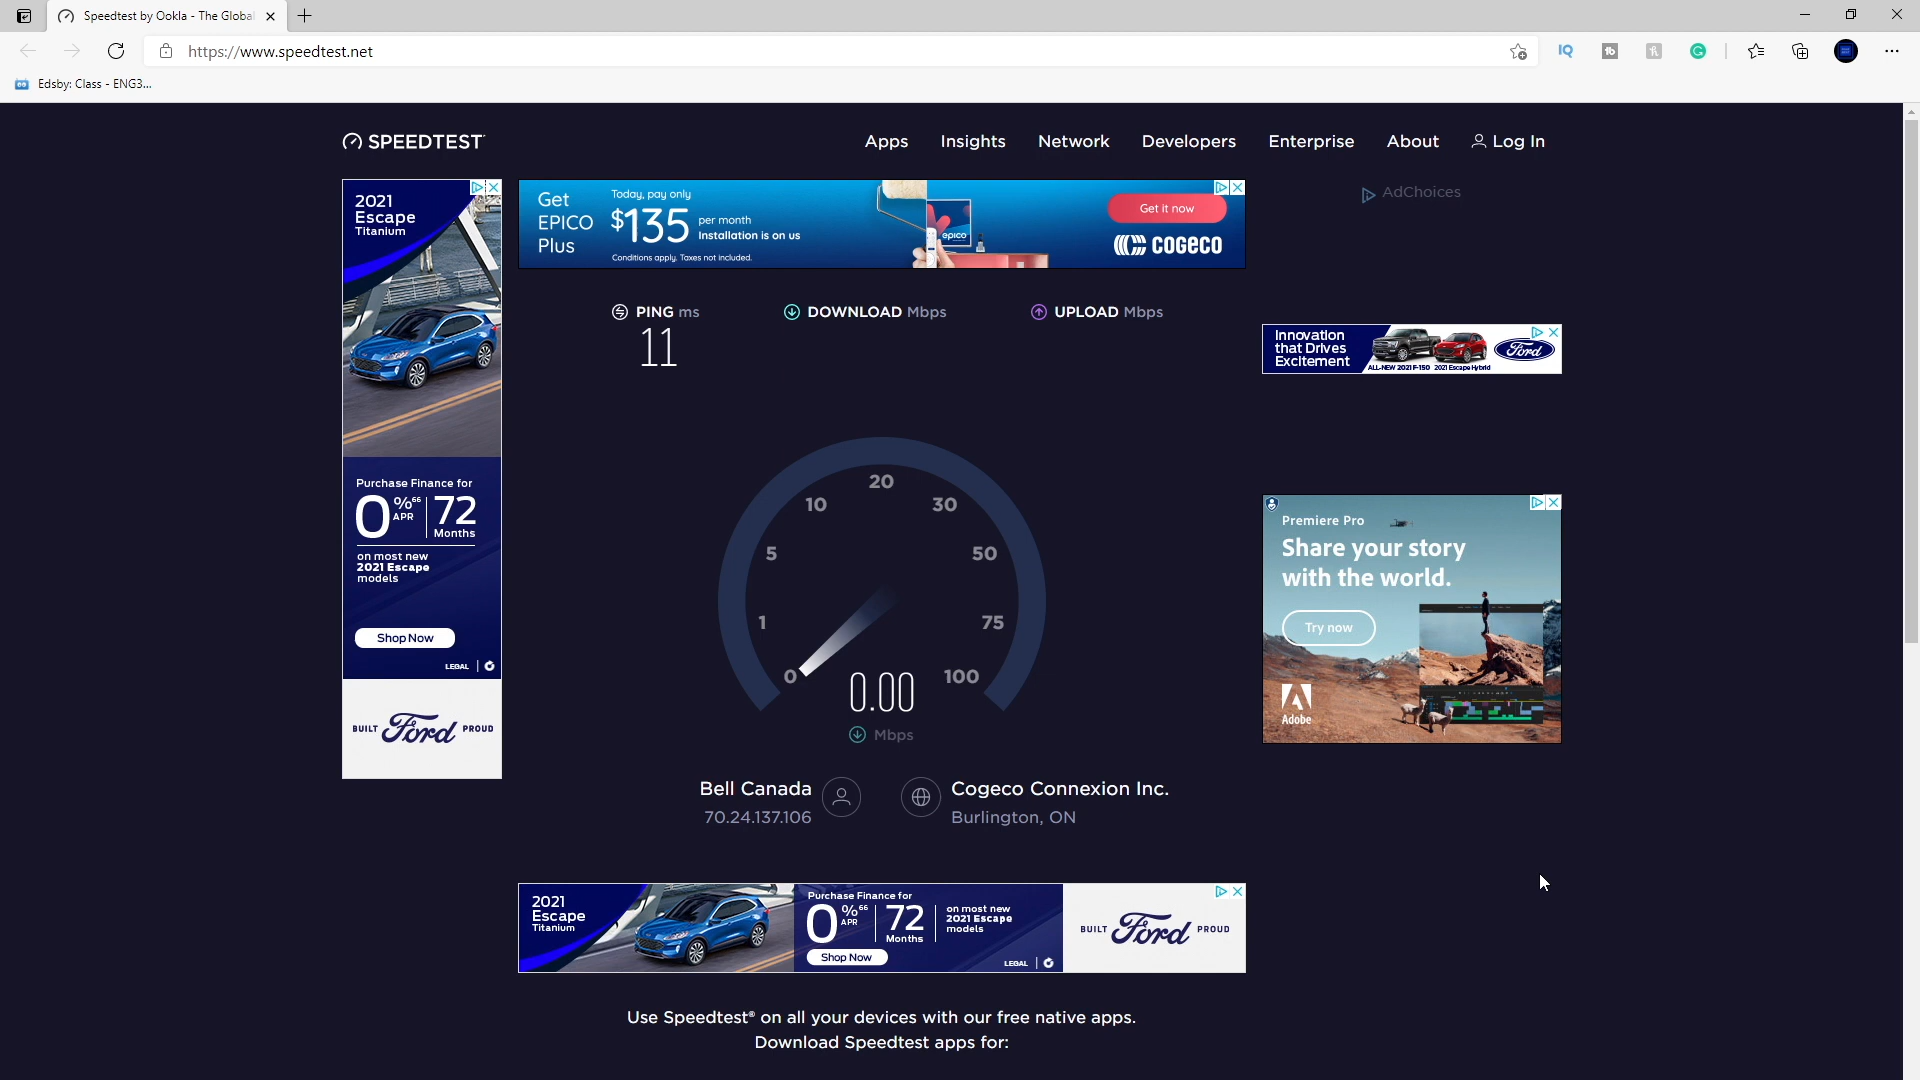 Speedtest by Ookla - The Global
https://www.speedtest.net
IQ
Edsby: Class - ENG3...
SPEEDTEST
Apps
Insights
Network
Developers
Enterprise
About
Log In
2021
Escape
Titanium
Purchase Finance for
0%66 APR
72
Months
on most new
2021 Escape
models
Shop Now
LEGAL
BUILT Ford PROUD
Get
EPICO
Plus
Today, pay only
$135 per month
Installation is on us
Conditions apply. Taxes not included.
epico
Get it now
COGECO
AdChoices
PING ms
11
DOWNLOAD Mbps
UPLOAD Mbps
Innovation
that Drives
Excitement
ALL-NEW 2021 F-150 2021 Escape Hybrid
Ford
0
1
5
10
20
30
50
75
100
0.00
Mbps
Premiere Pro
Share your story
with the world.
Try now
Adobe
Bell Canada
70.24.137.106
Cogeco Connexion Inc.
Burlington, ON
2021
Escape
Titanium
Purchase Finance for
0%66 APR
72
Months
on most new
2021 Escape
models
Shop Now
LEGAL
BUILT Ford PROUD
Use Speedtest® on all your devices with our free native apps.
Download Speedtest apps for: